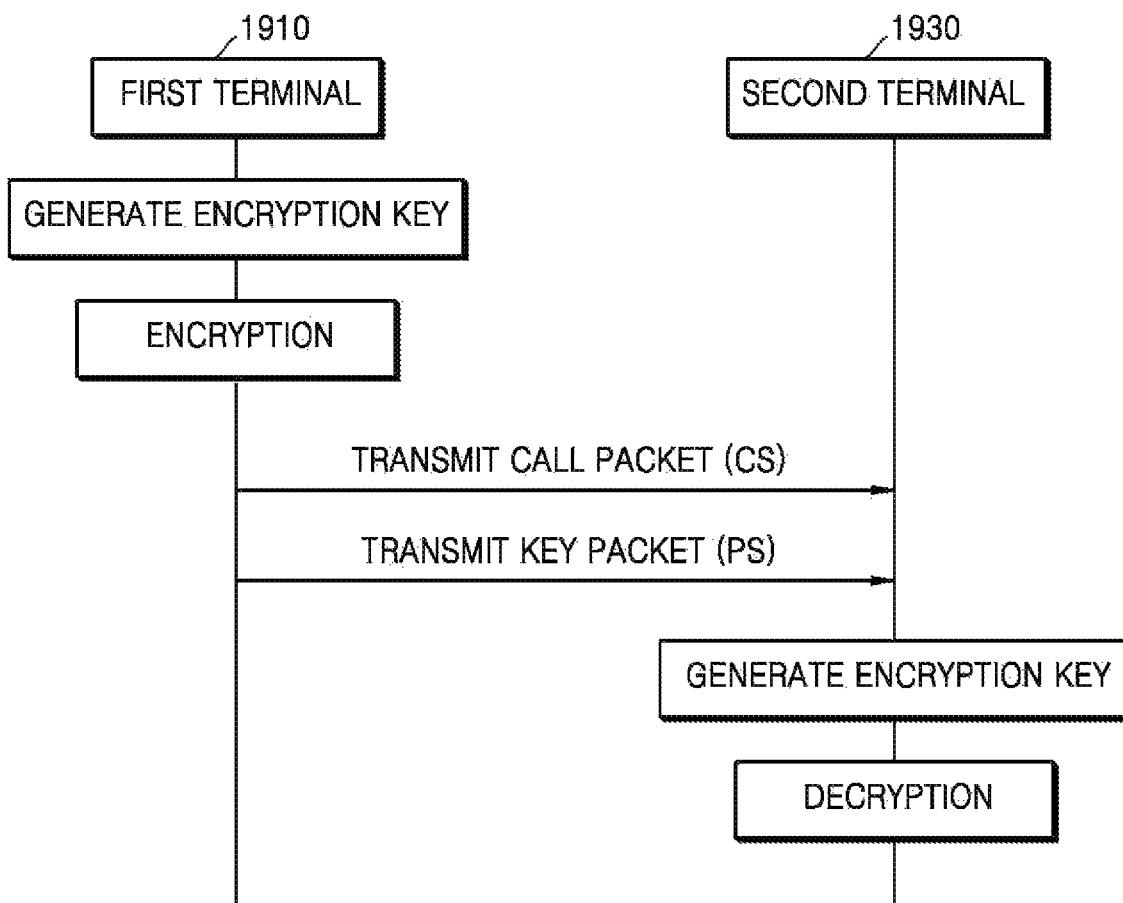 1910
1930
FIRST TERMINAL
SECOND TERMINAL
GENERATE ENCRYPTION KEY
ENCRYPTION
TRANSMIT CALL PACKET (CS)
TRANSMIT KEY PACKET (PS)
GENERATE ENCRYPTION KEY
DECRYPTION